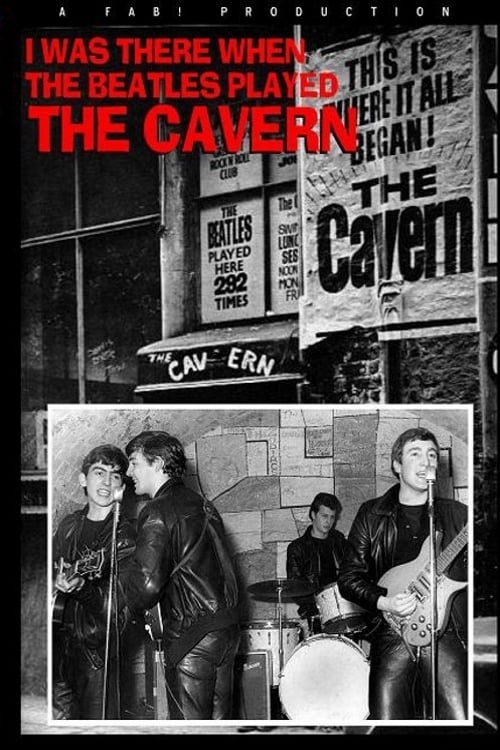 A FAB! PRODUCTION
I WAS THERE WHEN
THE BEATLES PLAYED
THE CAVERN
THIS IS
WHERE IT ALL
BEGAN!
THE
Cavern
ROCK N ROLL
CLUB
THE
BEATLES
PLAYED
HERE
292
TIMES
THE CAVERN